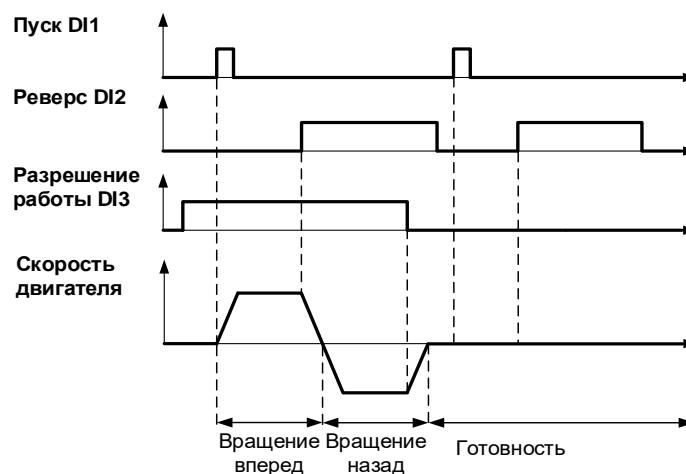 Пуск DI1
Реверс DI2
Разрешение
работы DI3
Скорость
двигателя
Вращение
вперед
Вращение
назад
Готовность